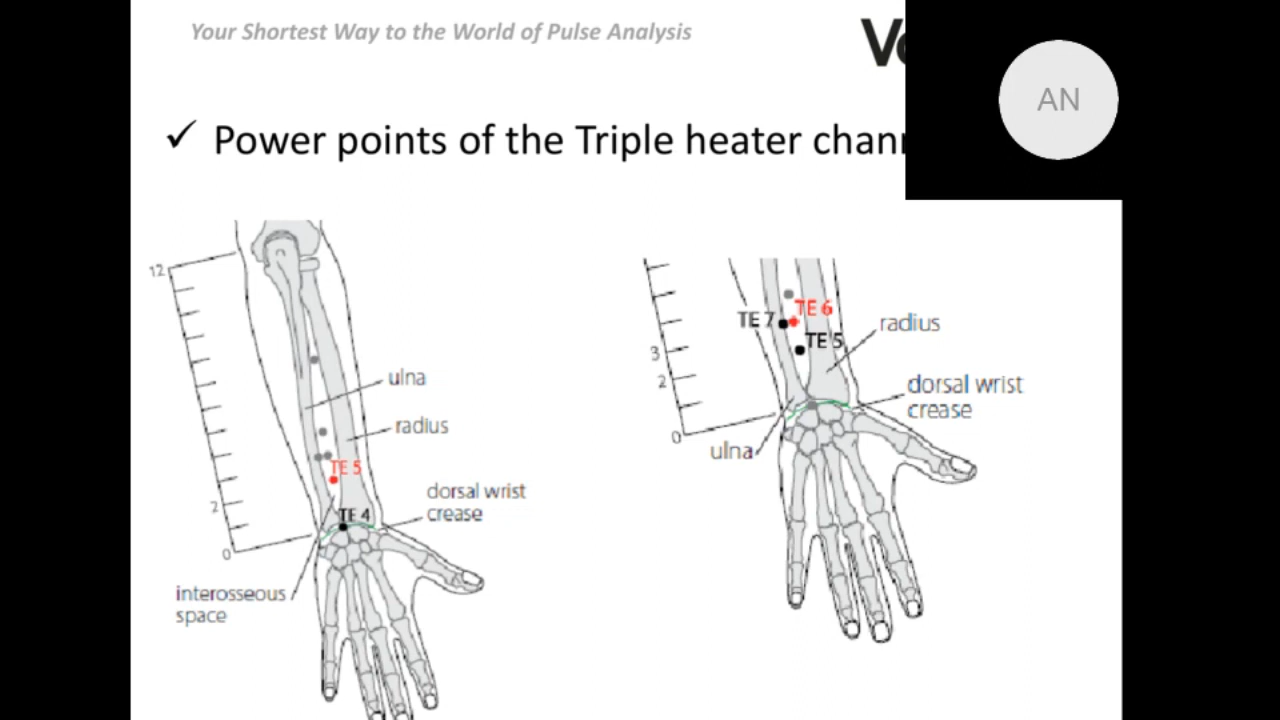 Your Shortest Way to the World of Pulse Analysis
AN
✓ Power points of the Triple heater
12
ulna
radius
TE 5
dorsal wrist
crease
2
TE 4
0
interosseous
space
TE 6
TE 7
radius
TE 5
3
2
dorsal wrist
crease
0
ulna